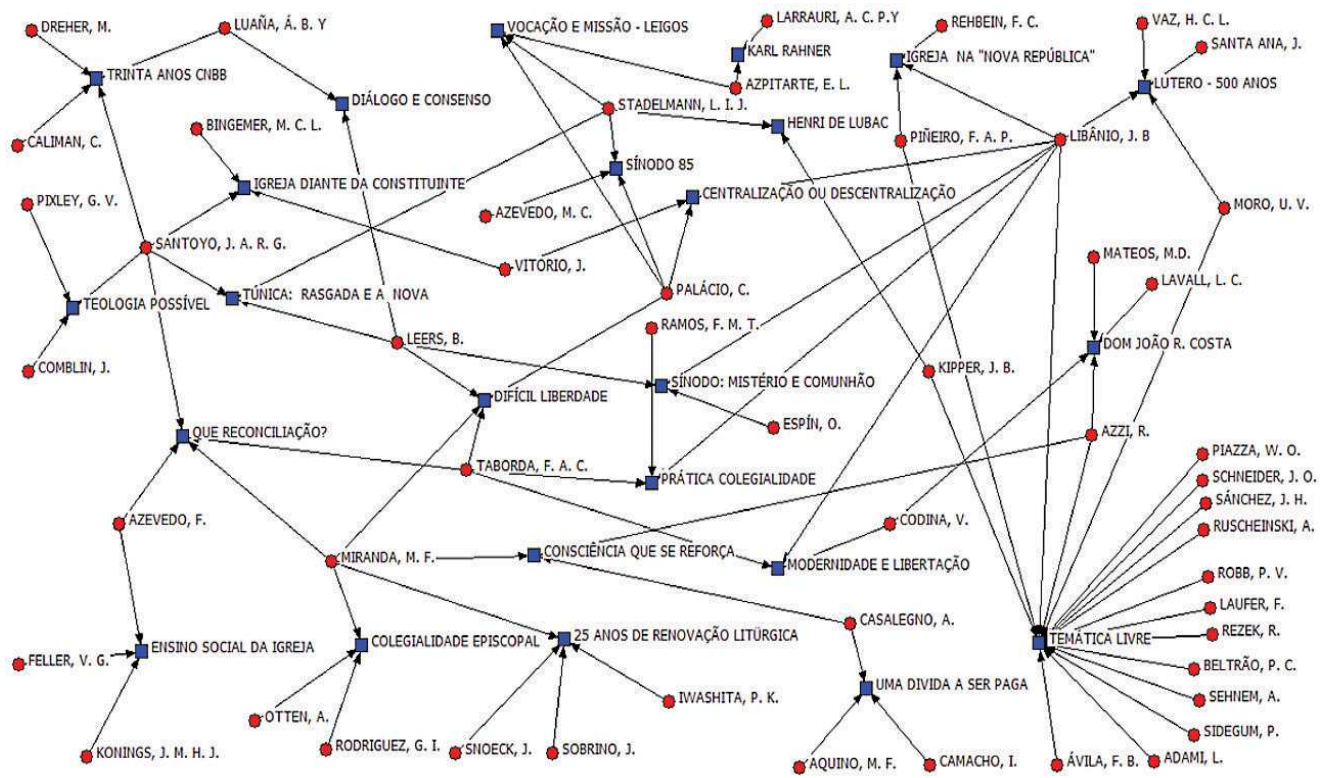 DREHER, M.
LUAÑA, Á. B. Y
VOCAÇÃO E MISSÃO - LEIGOS
LARRAURI, A. C. P.Y
REHBEIN, F. C.
VAZ, H. C. L.
SANTA ANA, J.
KARL RAHNER
IGREJA NA "NOVA REPÚBLICA"
TRINTA ANOS CNBB
AZPITARTE, E. L.
LUTERO - 500 ANOS
DIÁLOGO E CONSENSO
STADELMANN, L. I. J.
BINGEMER, M. C. L.
HENRI DE LUBAC
CALIMAN, C.
PIÑEIRO, F. A. P.
LIBÂNIO, J. B
SÍNODO 85
IGREJA DIANTE DA CONSTITUINTE
CENTRALIZAÇÃO OU DESCENTRALIZAÇÃO
PIXLEY, G. V.
AZEVEDO, M. C.
MORO, U. V.
SANTOYO, J. A. R. G.
MATEOS, M.D.
VITÓRIO, J.
LAVALL, L. C.
TÚNICA: RASGADA E A NOVA
PALÁCIO, C.
TEOLOGIA POSSÍVEL
RAMOS, F. M. T.
LEERS, B.
DOM JOÃO R. COSTA
COMBLIN, J.
KIPPER, J. B.
SÍNODO: MISTÉRIO E COMUNHÃO
DIFÍCIL LIBERDADE
ESPÍN, O.
QUE RECONCILIAÇÃO?
AZZI, R.
PIAZZA, W. O.
TABORDA, F. A. C.
PRÁTICA COLEGIALIDADE
SCHNEIDER, J. O.
SÁNCHEZ, J. H.
AZEVEDO, F.
CODINA, V.
RUSCHEINSKI, A.
MIRANDA, M. F.
CONSCIÊNCIA QUE SE REFORÇA
MODERNIDADE E LIBERTAÇÃO
ROBB, P. V.
LAUFER, F.
CASALEGNO, A.
REZEK, R.
ENSINO SOCIAL DA IGREJA
COLEGIALIDADE EPISCOPAL
25 ANOS DE RENOVAÇÃO LITÚRGICA
TEMÁTICA LIVRE
FELLER, V. G.
BELTRÃO, P. C.
UMA DIVIDA A SER PAGA
IWASHITA, P. K.
SEHNEM, A.
OTTEN, A.
SIDEGUM, P.
RODRIGUEZ, G. I.
SNOECK, J.
SOBRINO, J.
KONINGS, J. M. H. J.
AQUINO, M. F.
CAMACHO, I.
ÁVILA, F. B.
ADAMI, L.